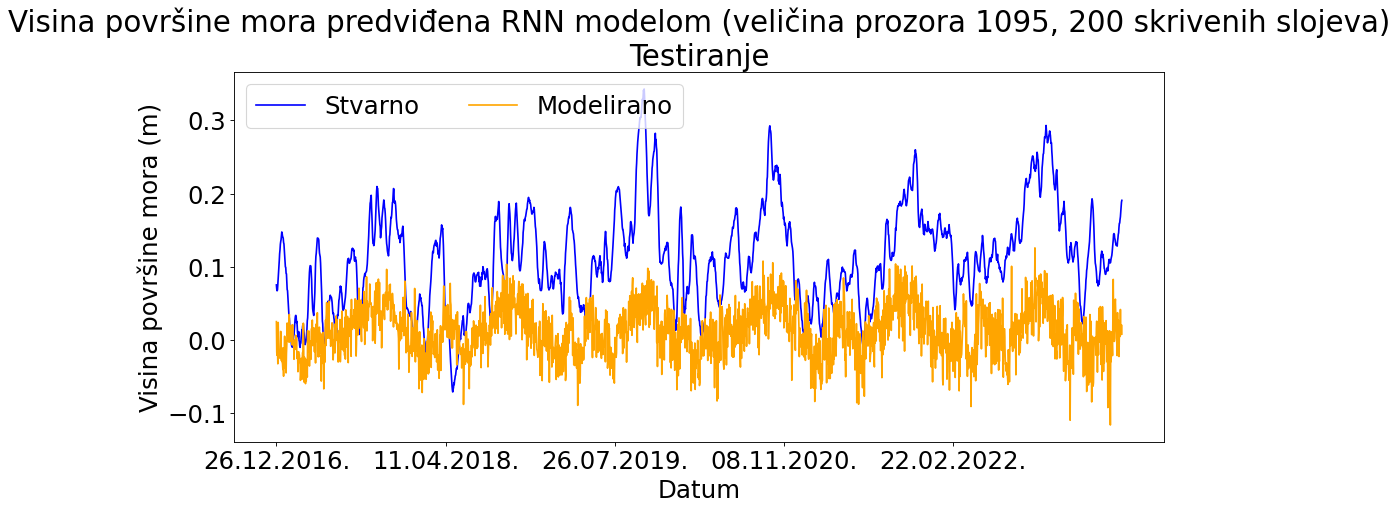 Visina površine mora predviđena RNN modelom (veličina prozora 1095, 200 skrivenih slojeva)
Testiranje
Stvarno Modelirano
Visina površine mora (m)
0.3
0.2
0.1
0.0
−0.1
26.12.2016. 11.04.2018. 26.07.2019. 08.11.2020. 22.02.2022.
Datum